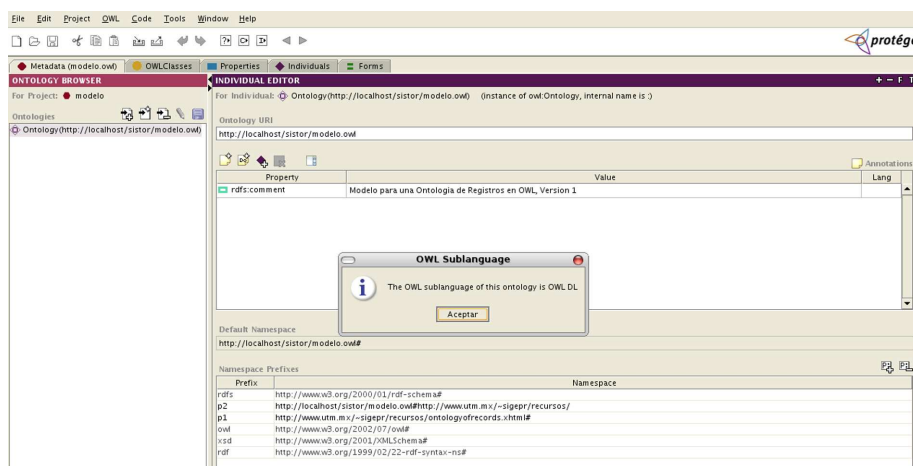 File Edit Project OWL Code Tools Window Help
protégé
Metadata (modelo.owl) OWLClasses Properties Individuals Forms
ONTOLOGY BROWSER
For Project: modelo
Ontologies
Ontology(http://localhost/sistor/modelo.owl)
INDIVIDUAL EDITOR + - F T
For Individual: Ontology(http://localhost/sistor/modelo.owl) (instance of owl:Ontology, internal name is :)
Ontology URI
http://localhost/sistor/modelo.owl
Annotations
Property Value Lang
rdfs:comment Modelo para una Ontologia de Registros en OWL, Version 1
OWL Sublanguage
The OWL sublanguage of this ontology is OWL DL
Aceptar
Default Namespace
http://localhost/sistor/modelo.owl#
Namespace Prefixes
Prefix Namespace
rdfs http://www.w3.org/2000/01/rdf-schema#
p2 http://localhost/sistor/modelo.owl#http://www.utm.mx/~sigepr/recursos/
p1 http://www.utm.mx/~sigepr/recursos/ontologyofrecords.xhtml#
owl http://www.w3.org/2002/07/owl#
xsd http://www.w3.org/2001/XMLSchema#
rdf http://www.w3.org/1999/02/22-rdf-syntax-ns#